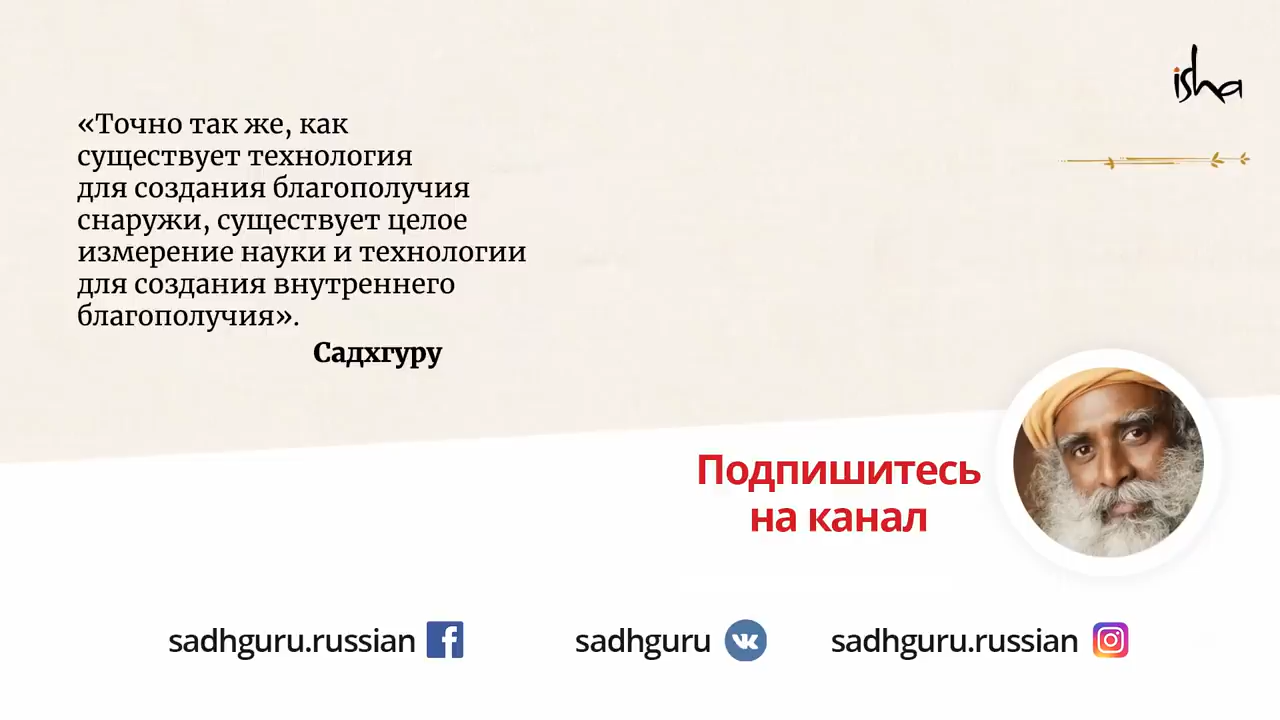 isha
«Точно так же, как
существует технология
для создания благополучия
снаружи, существует целое
измерение науки и технологии
для создания внутреннего
благополучия».
Садхгуру
Подпишитесь
на канал
sadhguru.russian
sadhguru
sadhguru.russian